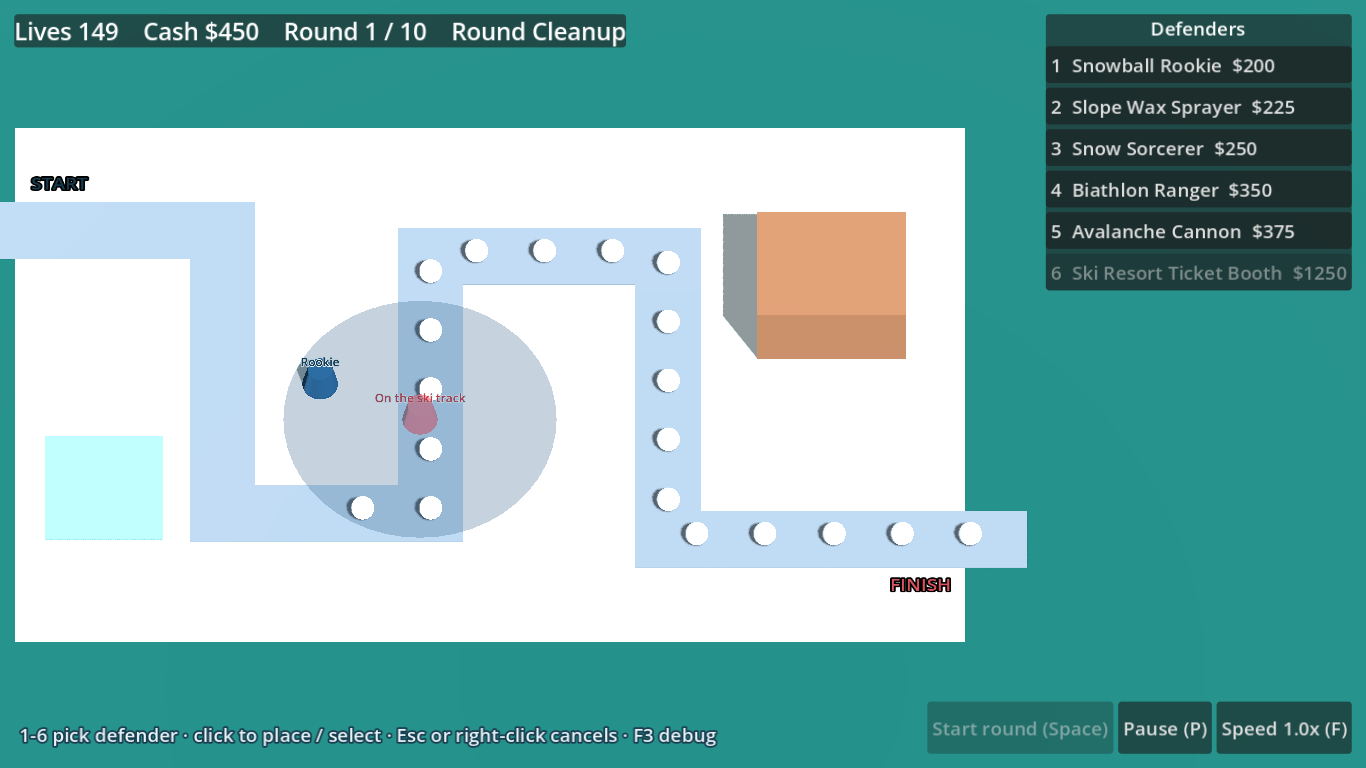 Lives 149 Cash $450 Round 1 / 10 Round Cleanup
Defenders
1 Snowball Rookie $200
2 Slope Wax Sprayer $225
3 Snow Sorcerer $250
4 Biathlon Ranger $350
5 Avalanche Cannon $375
6 Ski Resort Ticket Booth $1250
START
Rookie
On the ski track
FINISH
1-6 pick defender · click to place / select · Esc or right-click cancels · F3 debug
Start round (Space)
Pause (P)
Speed 1.0x (F)